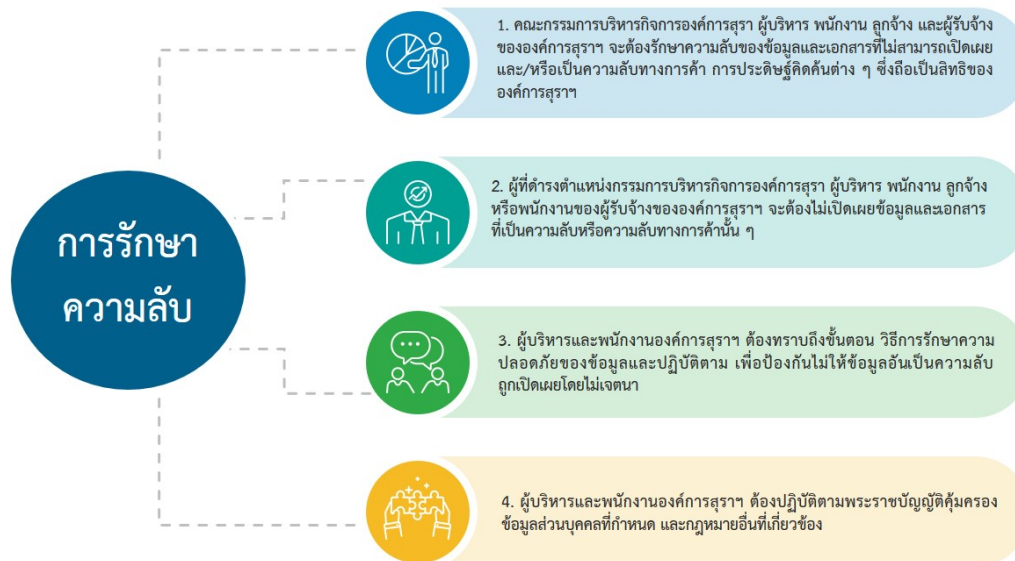 การรักษา
ความลับ
1. คณะกรรมการบริหารกิจการองค์การสุรา ผู้บริหาร พนักงาน ลูกจ้าง และผู้รับจ้าง
ขององค์การสุราฯ จะต้องรักษาความลับของข้อมูลและเอกสารที่ไม่สามารถเปิดเผย
และ/หรือเป็นความลับทางการค้า การประดิษฐ์คิดค้นต่าง ๆ ซึ่งถือเป็นสิทธิของ
องค์การสุราฯ
2. ผู้ที่ดำรงตำแหน่งกรรมการบริหารกิจการองค์การสุรา ผู้บริหาร พนักงาน ลูกจ้าง
หรือพนักงานของผู้รับจ้างขององค์การสุราฯ จะต้องไม่เปิดเผยข้อมูลและเอกสาร
ที่เป็นความลับหรือความลับทางการค้านั้น ๆ
3. ผู้บริหารและพนักงานองค์การสุราฯ ต้องทราบถึงขั้นตอน วิธีการรักษาความ
ปลอดภัยของข้อมูลและปฏิบัติตาม เพื่อป้องกันไม่ให้ข้อมูลอันเป็นความลับ
ถูกเปิดเผยโดยไม่เจตนา
4. ผู้บริหารและพนักงานองค์การสุราฯ ต้องปฏิบัติตามพระราชบัญญัติคุ้มครอง
ข้อมูลส่วนบุคคลที่กำหนด และกฎหมายอื่นที่เกี่ยวข้อง